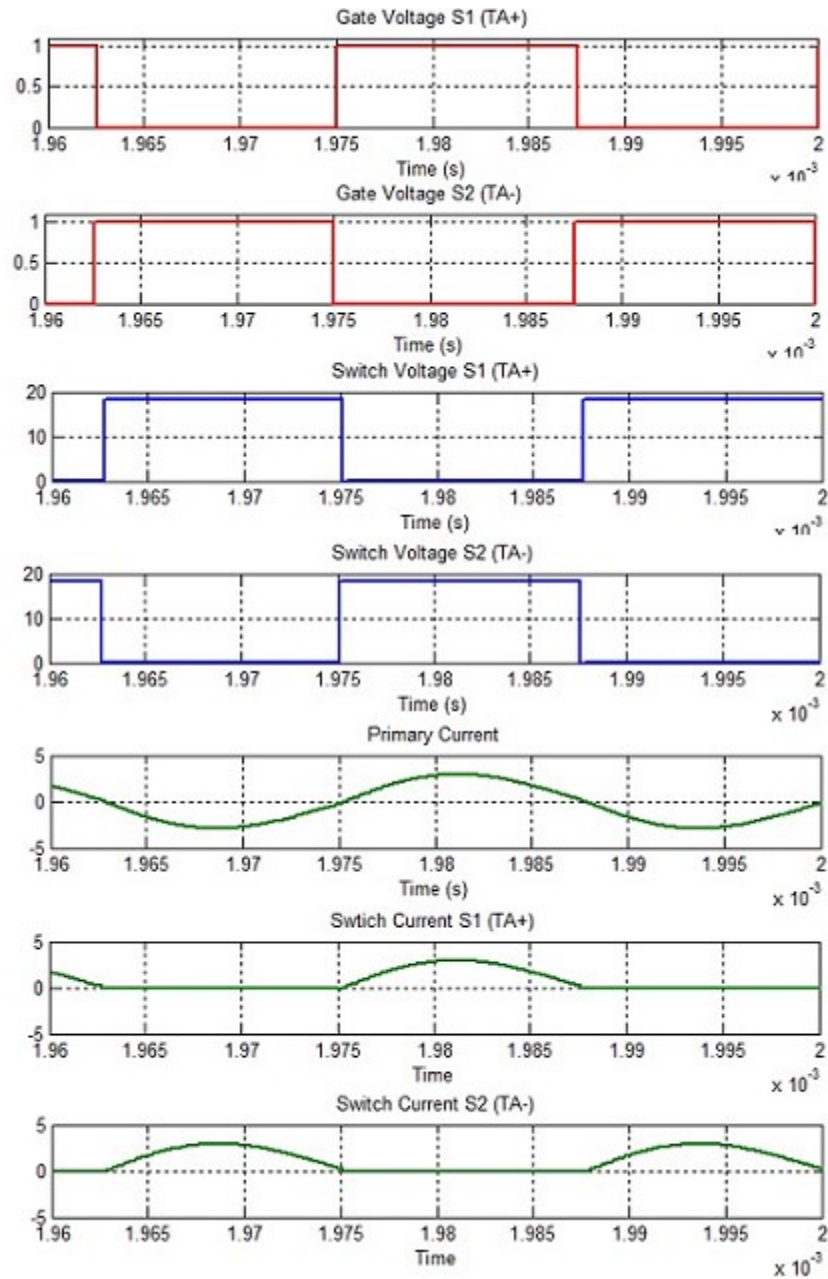 Gate Voltage S1 (TA+)
1
0.5
0
1.96 1.965 1.97 1.975 1.98 1.985 1.99 1.995 2
Time (s)
x 10-3
Gate Voltage S2 (TA-)
1
0.5
0
1.96 1.965 1.97 1.975 1.98 1.985 1.99 1.995 2
Time (s)
x 10-3
Switch Voltage S1 (TA+)
20
10
0
1.96 1.965 1.97 1.975 1.98 1.985 1.99 1.995 2
Time (s)
x 10-3
Switch Voltage S2 (TA-)
20
10
0
1.96 1.965 1.97 1.975 1.98 1.985 1.99 1.995 2
Time (s)
x 10-3
Primary Current
5
0
-5
1.96 1.965 1.97 1.975 1.98 1.985 1.99 1.995 2
Time (s)
x 10-3
Swtich Current S1 (TA+)
5
0
-5
1.96 1.965 1.97 1.975 1.98 1.985 1.99 1.995 2
Time
x 10-3
Switch Current S2 (TA-)
5
0
-5
1.96 1.965 1.97 1.975 1.98 1.985 1.99 1.995 2
Time
x 10-3